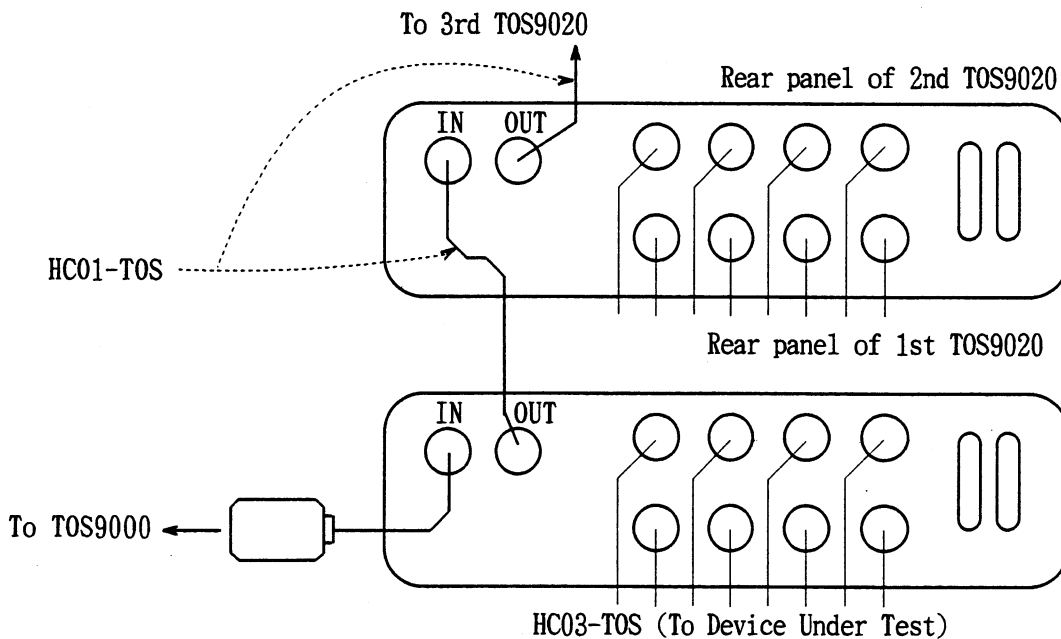 To 3rd TOS9020
Rear panel of 2nd TOS9020
IN OUT
HC01-TOS
Rear panel of 1st TOS9020
IN OUT
To TOS9000
HC03-TOS (To Device Under Test)